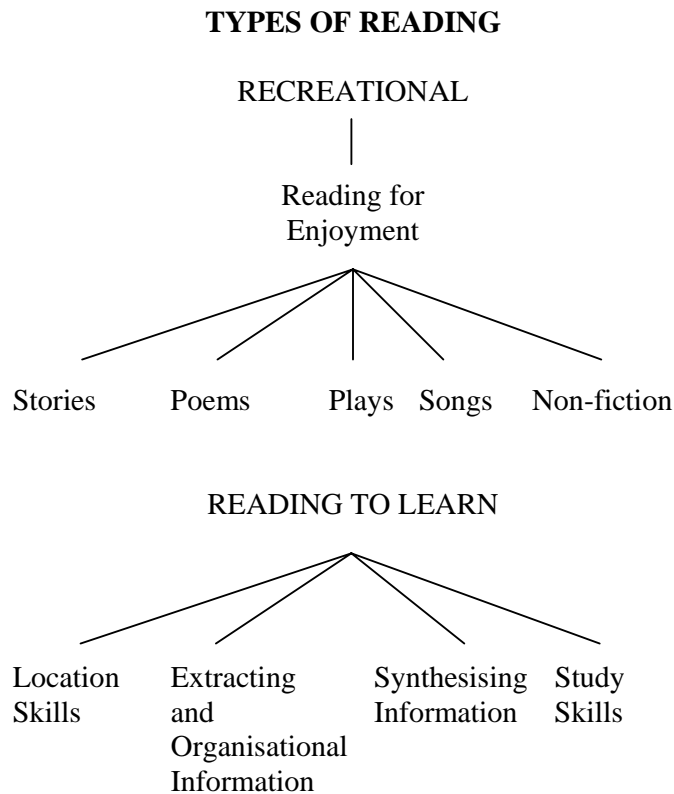 TYPES OF READING
RECREATIONAL
Reading for
Enjoyment
Stories Poems Plays Songs Non-fiction
READING TO LEARN
Location Extracting Synthesising Study
Skills and Information Skills
Organisational
Information